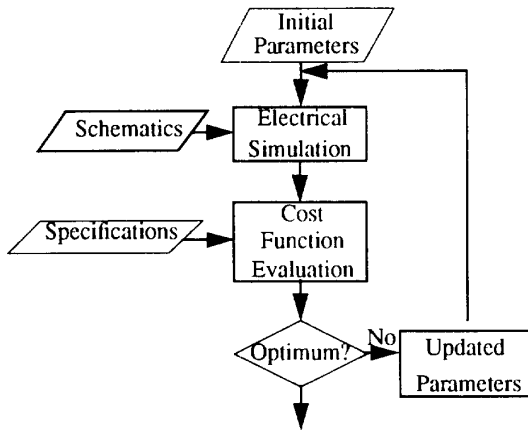 Initial
Parameters
Schematics
Electrical
Simulation
Specifications
Cost
Function
Evaluation
Optimum?
No
Updated
Parameters